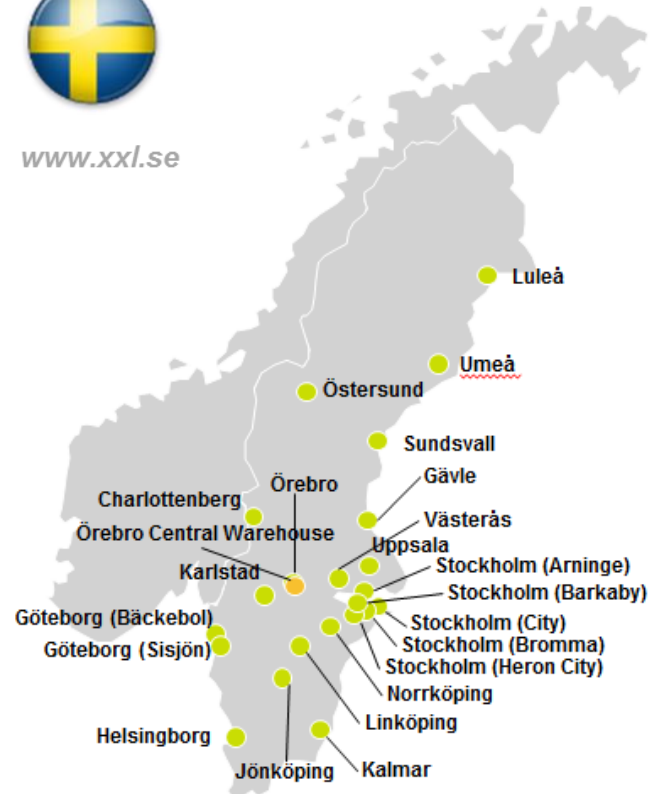 www.xxl.se
Luleå
Umeå
Östersund
Sundsvall
Gävle
Örebro
Charlottenberg
Västerås
Örebro Central Warehouse
Uppsala
Stockholm (Arninge)
Karlstad
Stockholm (Barkaby)
Göteborg (Bäckebol)
Stockholm (City)
Stockholm (Bromma)
Göteborg (Sisjön)
Stockholm (Heron City)
Norrköping
Linköping
Helsingborg
Jönköping
Kalmar